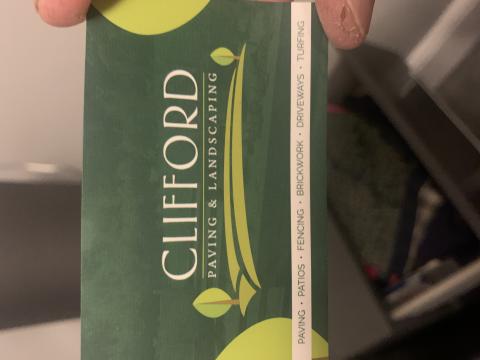 CLIFFORD
PAVING & LANDSCAPING
PAVING • PATIOS • FENCING • BRICKWORK • DRIVEWAYS • TURFING